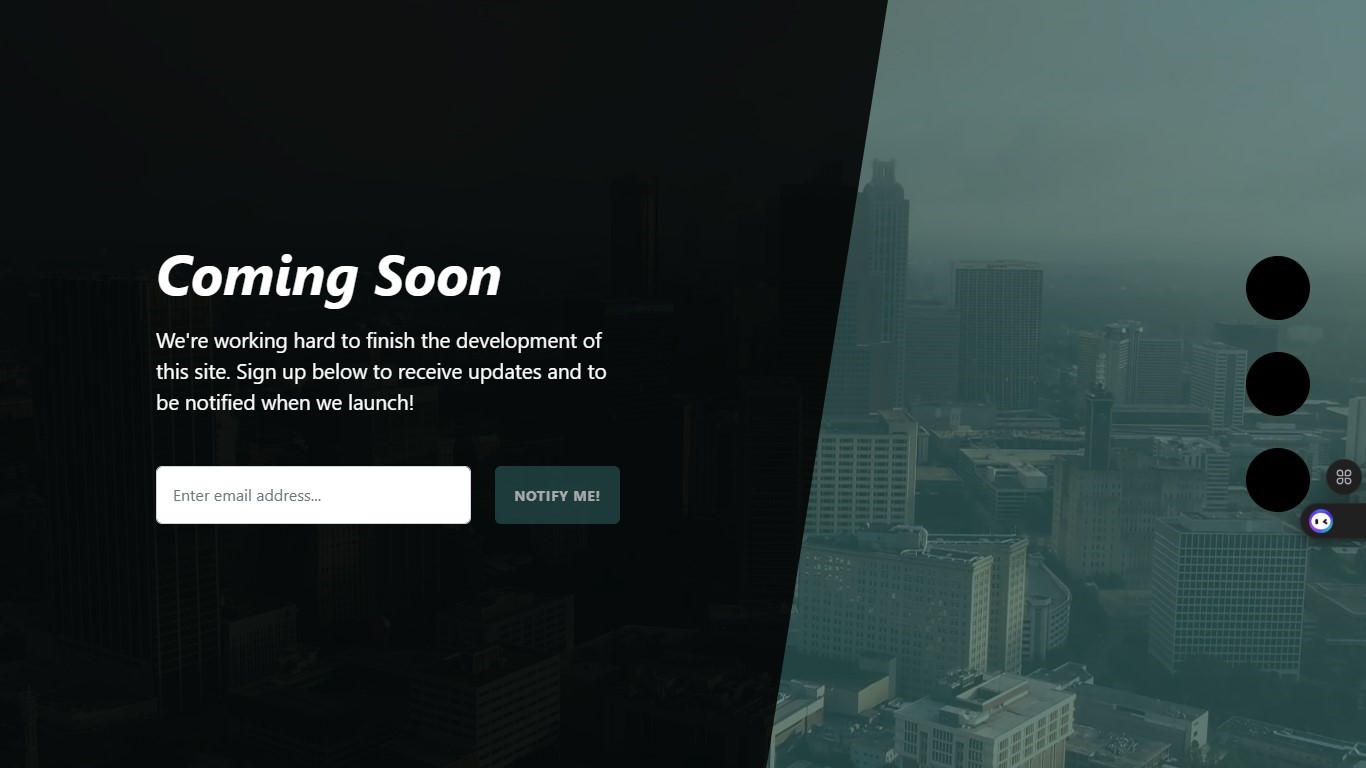 Coming Soon
We're working hard to finish the development of
this site. Sign up below to receive updates and to
be notified when we launch!
Enter email address...
NOTIFY ME!